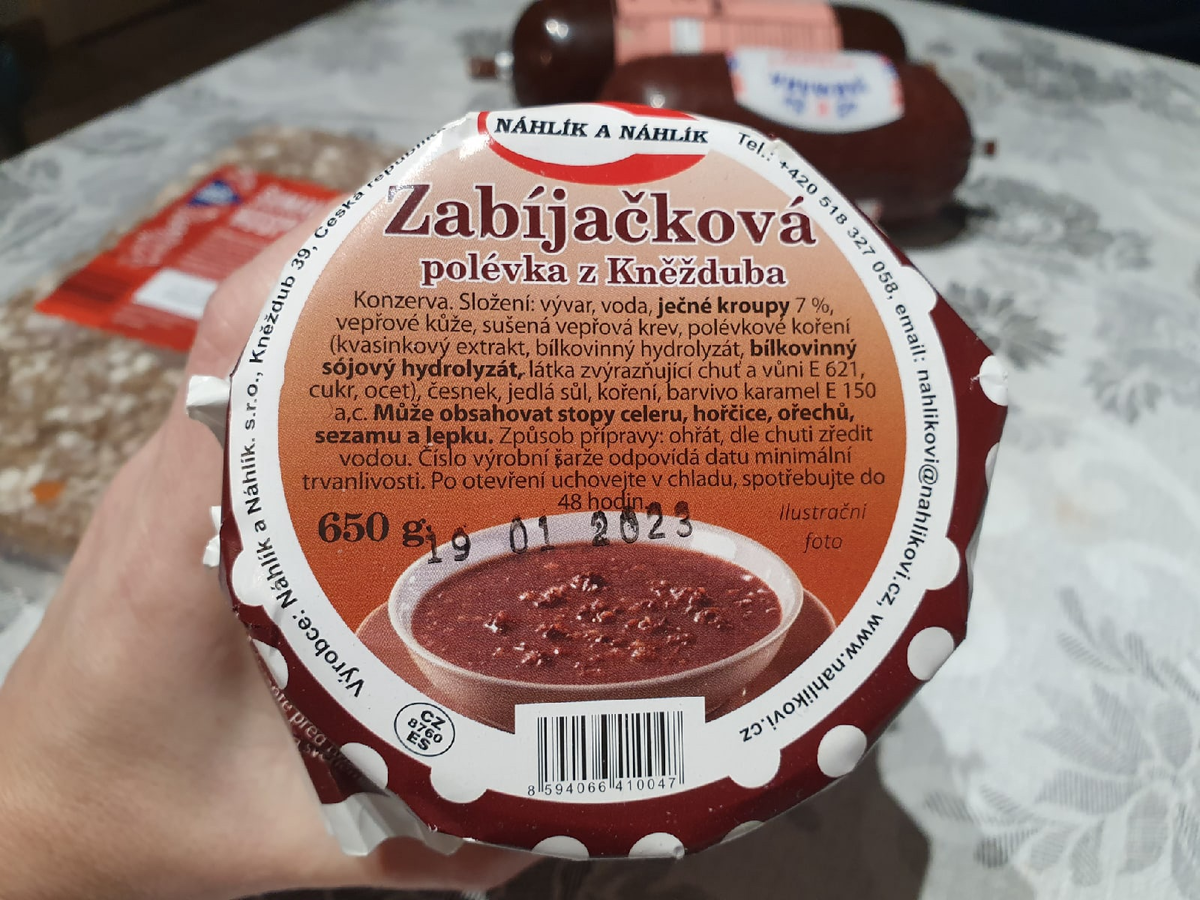 NÁHLÍK A NÁHLÍK
Zabíjačková
polévka z Kněžduba
Konzerva. Složení: vývar, voda, ječné kroupy 7 %,
vepřové kůže, sušená vepřová krev, polévkové koření
(kvasinkový extrakt, bílkovinný hydrolyzát, bílkovinný
sójový hydrolyzát, látka zvýrazňující chuť a vůni E 621,
cukr, ocet), česnek, jedlá sůl, koření, barvivo karamel E 150
a,c. Může obsahovat stopy celeru, hořčice, ořechů,
sezamu a lepku. Způsob přípravy: ohřát, dle chuti zředit
vodou. Číslo výrobní šarže odpovídá datu minimální
trvanlivosti. Po otevření uchovejte v chladu, spotřebujte do
48 hodin.
650 g
19 01 2023
ilustrační
foto
Výrobce: Náhlík a Náhlík. s.r.o., Kněždub 39, Česká republika
Tel.: +420 518 327 058, email: nahlikovi@nahlikovi.cz, www.nahlikovi.cz
CZ
8760
ES
8 594066 410047